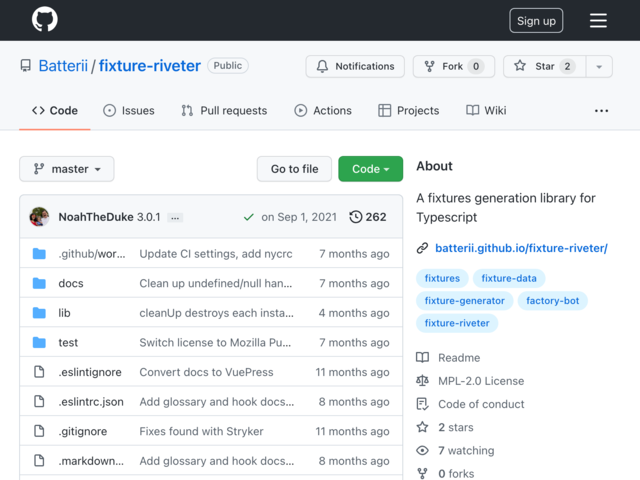 Sign up
Batterii / fixture-riveter Public
Notifications
Fork 0
Star 2
Code Issues Pull requests Actions Projects Wiki
master
Go to file
Code
NoahTheDuke 3.0.1 ... on Sep 1, 2021 262
.github/wor... Update CI settings, add nycrc 7 months ago
docs Clean up undefined/null han... 7 months ago
lib cleanUp destroys each insta... 4 months ago
test Switch license to Mozilla Pu... 7 months ago
.eslintignore Convert docs to VuePress 11 months ago
.eslintrc.json Add glossary and hook docs... 8 months ago
.gitignore Fixes found with Stryker 11 months ago
.markdown... Add glossary and hook docs... 8 months ago
About
A fixtures generation library for
Typescript
batterii.github.io/fixture-riveter/
fixtures fixture-data
fixture-generator factory-bot
fixture-riveter
Readme
MPL-2.0 License
Code of conduct
2 stars
7 watching
0 forks